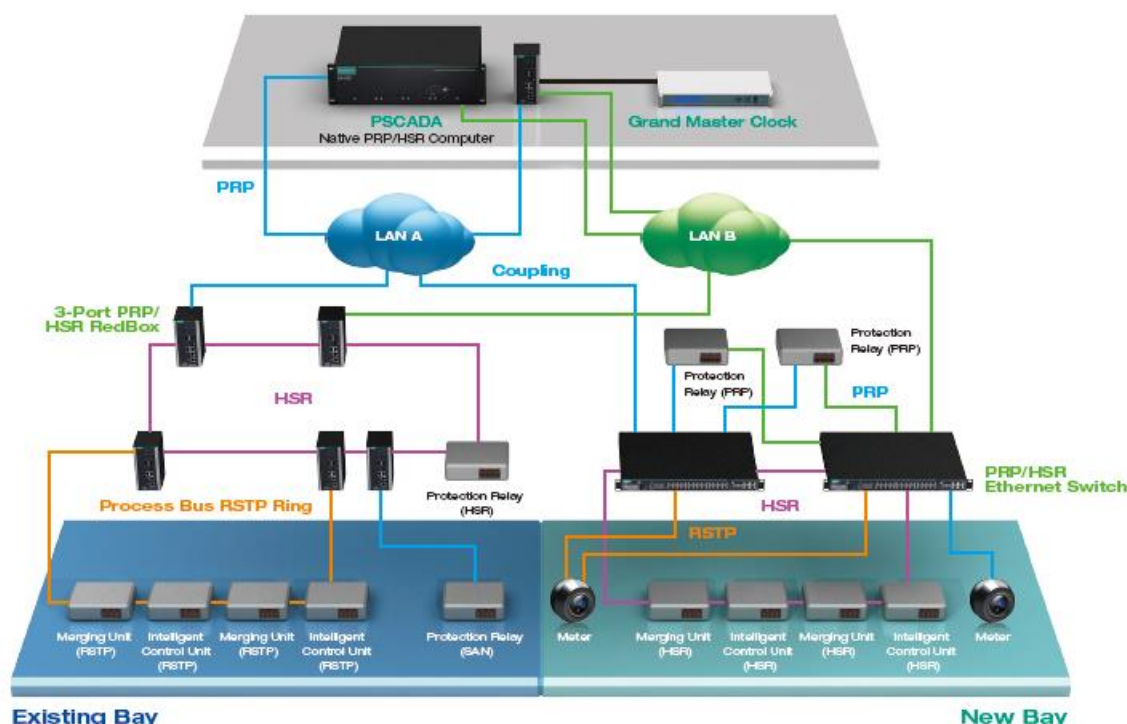 PSCADA
Native PRP/HSR Computer
Grand Master Clock
PRP
LAN A
LAN B
Coupling
3-Port PRP/
HSR RedBox
Protection
Relay (PRP)
Protection
Relay (PRP)
HSR
PRP
Process Bus RSTP Ring
Protection Relay
(HSR)
PRP/HSR
Ethernet Switch
HSR
RSTP
Merging Unit
(RSTP)
Intelligent
Control Unit
(RSTP)
Merging Unit
(RSTP)
Intelligent
Control Unit
(RSTP)
Protection Relay
(SAN)
Meter
Merging Unit
(HSR)
Intelligent
Control Unit
(HSR)
Merging Unit
(HSR)
Intelligent
Control Unit
(HSR)
Meter
Existing Bay
New Bay